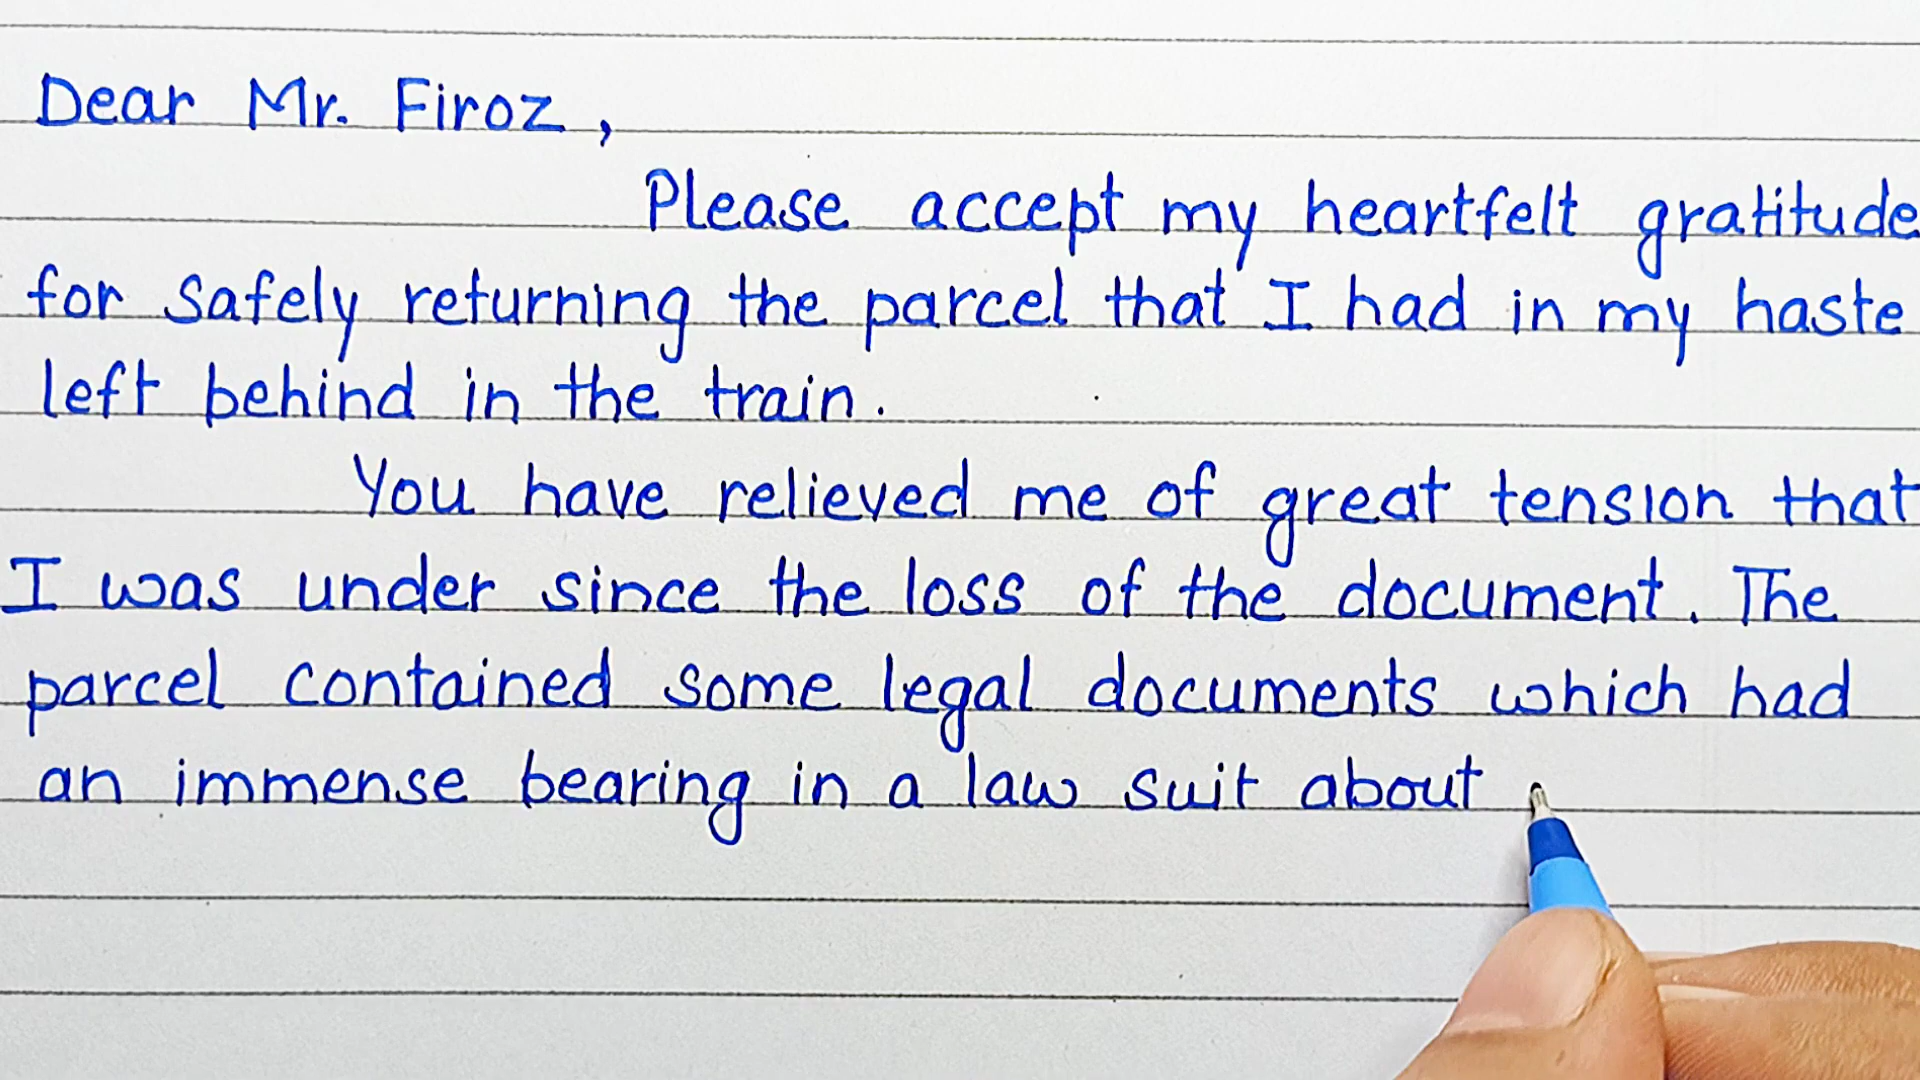 Dear Mr. Firoz,
Please accept my heartfelt gratitude
for safely returning the parcel that I had in my haste
left behind in the train.
You have relieved me of great tension that
I was under since the loss of the document. The
parcel contained some legal documents which had
an immense bearing in a law suit about